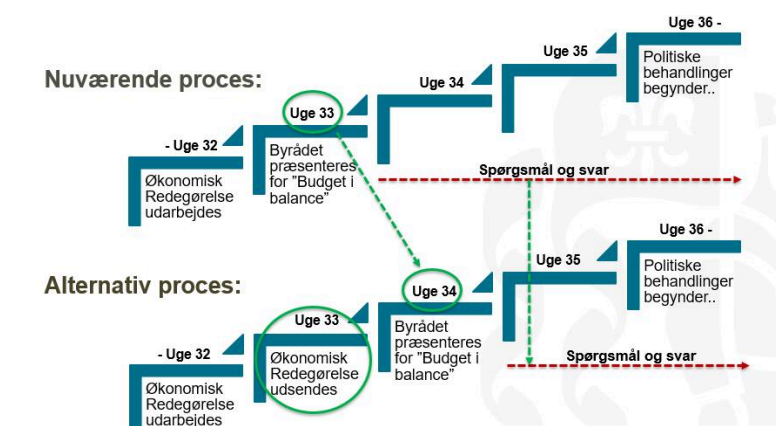 Nuværende proces:
- Uge 32
Økonomisk
Redegørelse
udarbejdes
Uge 33
Byrådet
præsenteres
for "Budget i
balance"
Uge 34
Uge 35
Uge 36 -
Politiske
behandlinger
begynder..
Spørgsmål og svar
Alternativ proces:
- Uge 32
Økonomisk
Redegørelse
udarbejdes
Uge 33
Økonomisk
Redegørelse
udsendes
Uge 34
Byrådet
præsenteres
for "Budget i
balance"
Uge 35
Uge 36 -
Politiske
behandlinger
begynder..
Spørgsmål og svar